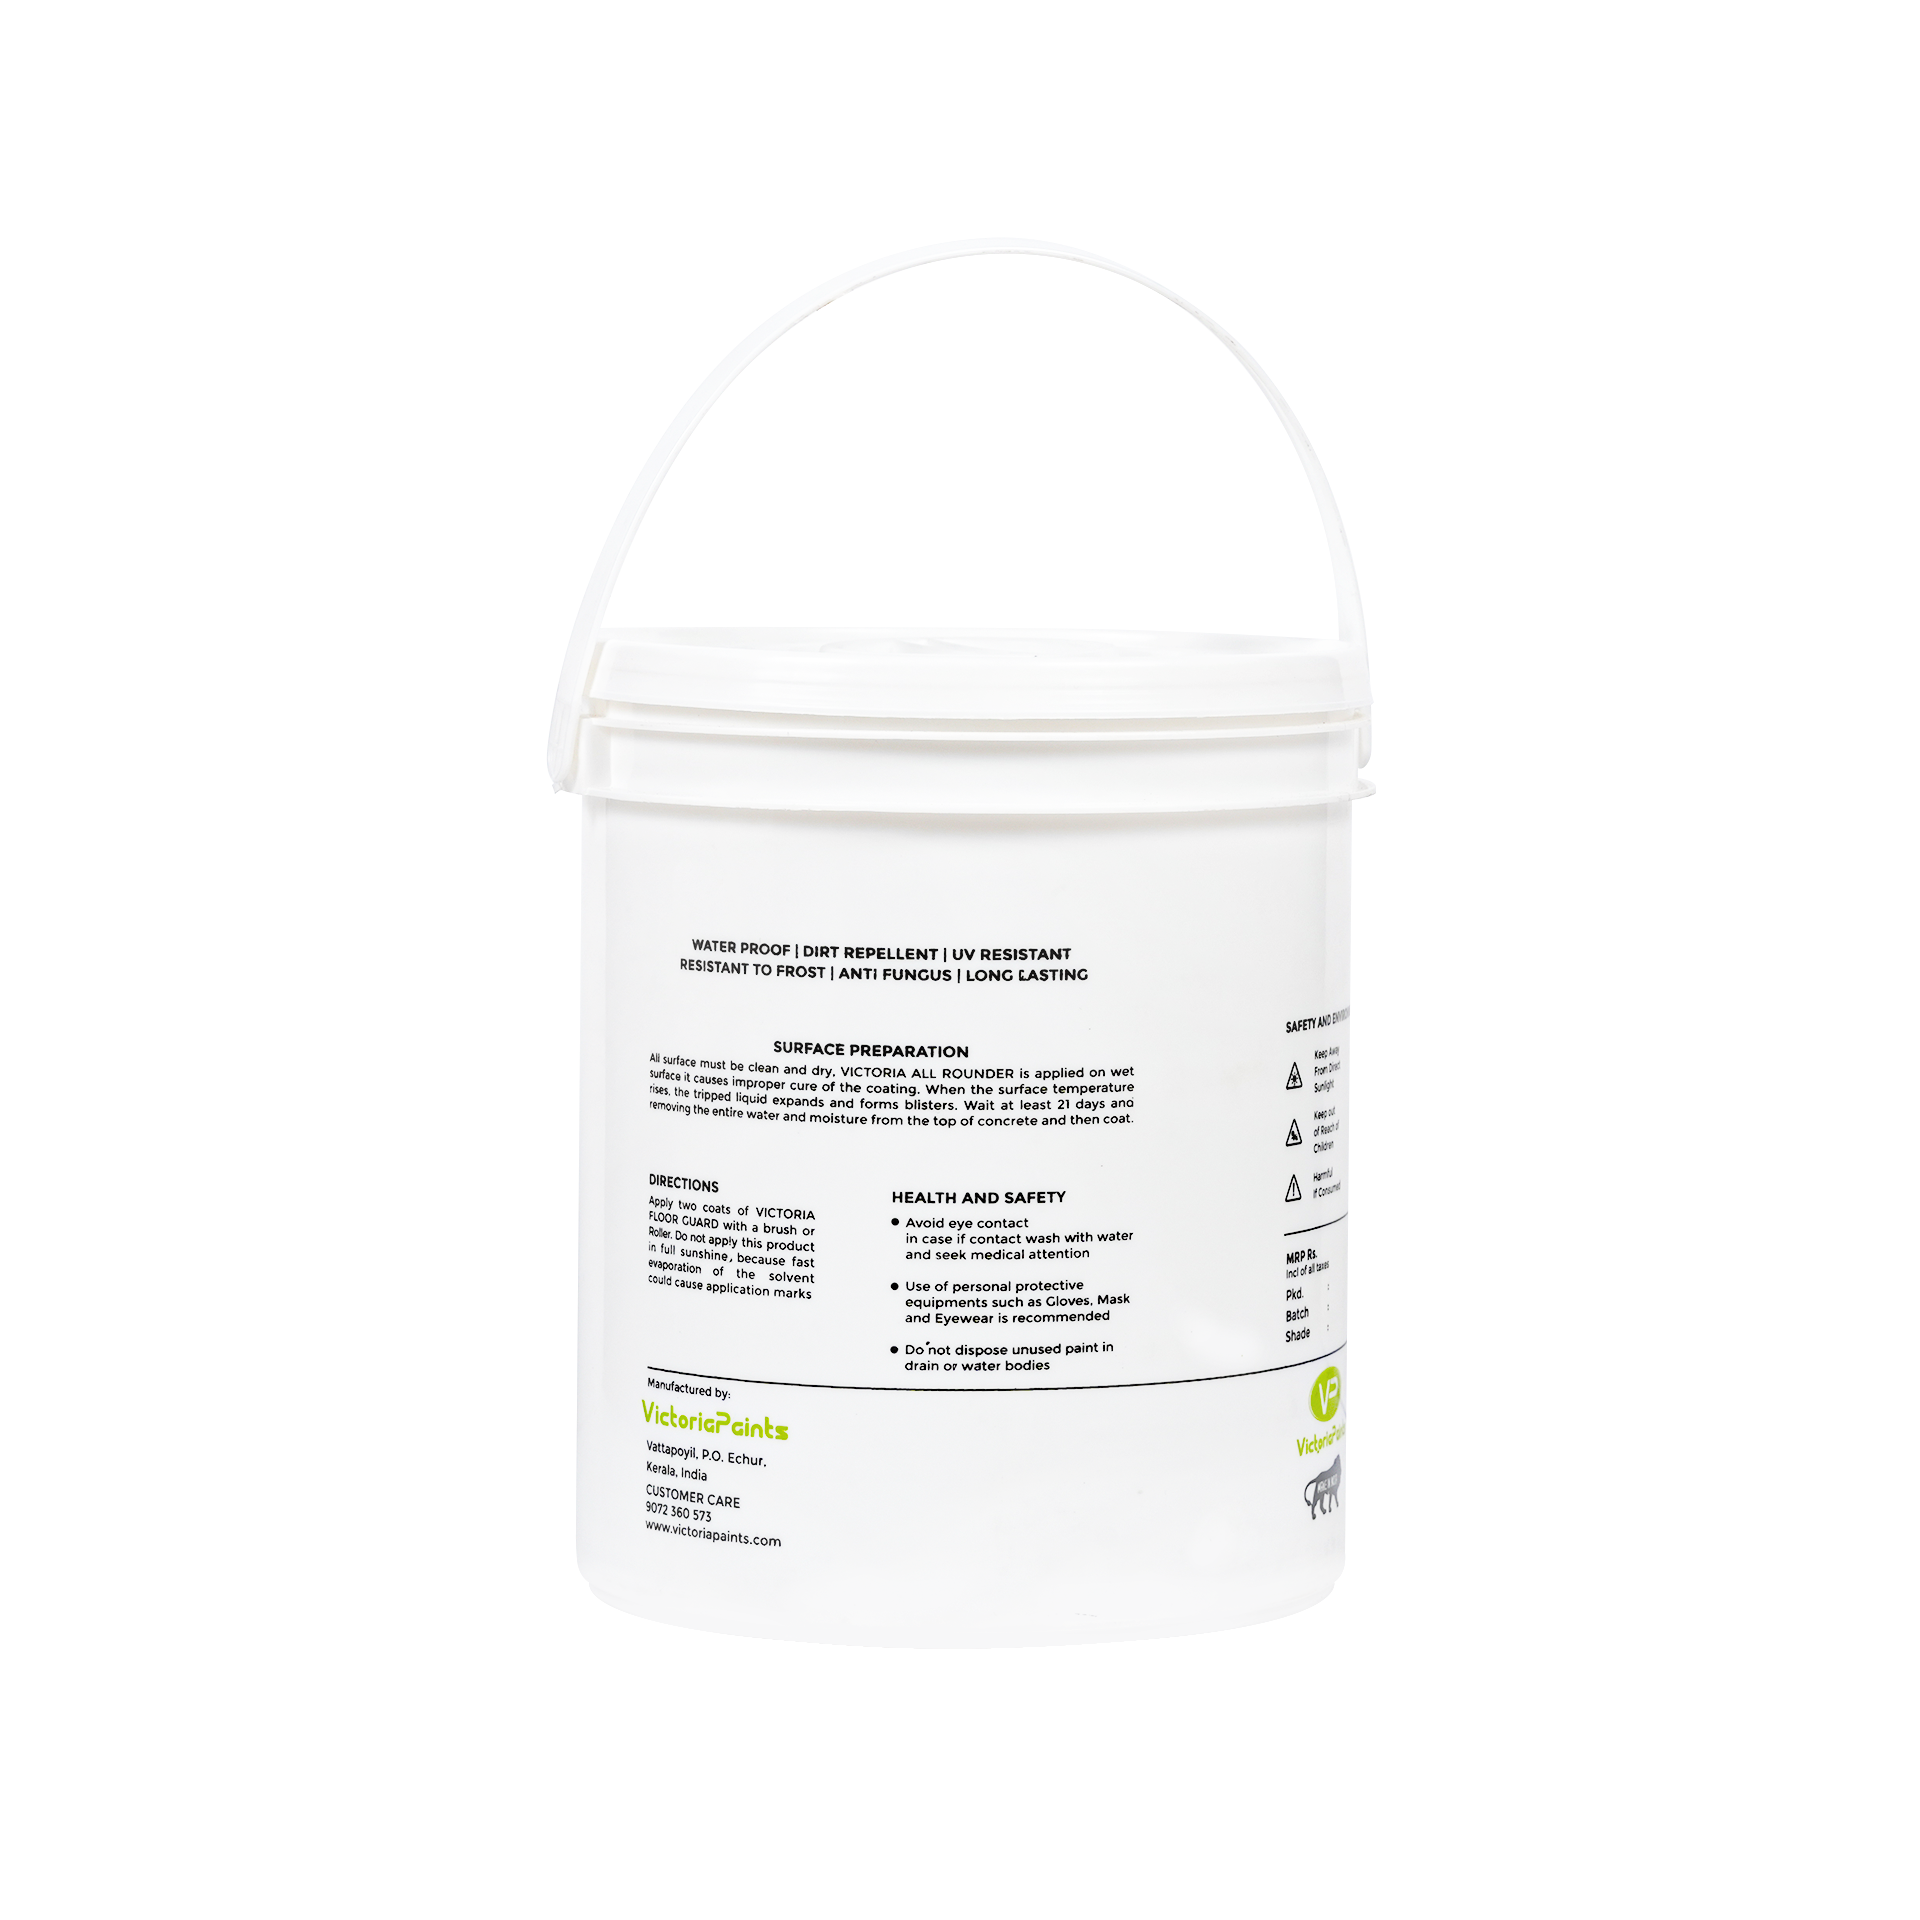 WATER PROOF | DIRT REPELLENT | UV RESISTANT
RESISTANT TO FROST | ANTI FUNGUS | LONG LASTING
SURFACE PREPARATION
All surface must be clean and dry, VICTORIA ALL ROUNDER is applied on wet
surface it causes improper cure of the coating. When the surface temperature
rises, the tripped liquid expands and forms blisters. Wait at least 21 days and
removing the entire water and moisture from the top of concrete and then coat.
DIRECTIONS
Apply two coats of VICTORIA
FLOOR GUARD with a brush or
Roller. Do not apply this product
in full sunshine, because fast
evaporation of the solvent
could cause application marks
HEALTH AND SAFETY
● Avoid eye contact
in case if contact wash with water
and seek medical attention
● Use of personal protective
equipments such as Gloves, Mask
and Eyewear is recommended
● Do not dispose unused paint in
drain or water bodies
Manufactured by:
VictoriaPaints
Vattapoyil, P.O. Echur,
Kerala, India
CUSTOMER CARE
9072 360 573
www.victoriapaints.com
SAFETY AND
Keep Away
From Direct
Sunlight
Keep out
of Reach of
Children
Harmful
If Consumed
MRP Rs.
Incl of all taxes
Pkd. :
Batch :
Shade :
VP
VictoriaPaints